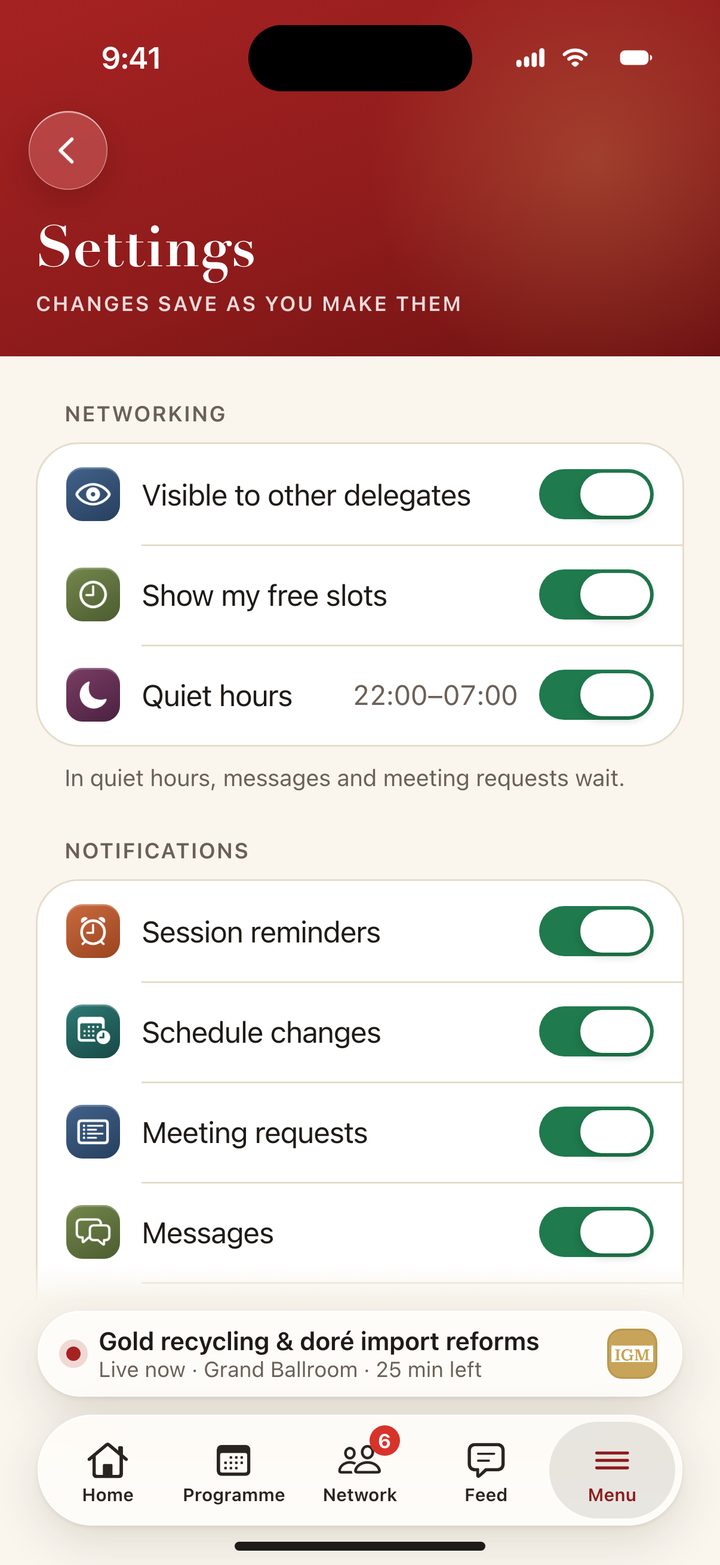 9:41
Settings
CHANGES SAVE AS YOU MAKE THEM
NETWORKING
Visible to other delegates
Show my free slots
Quiet hours 22:00–07:00
In quiet hours, messages and meeting requests wait.
NOTIFICATIONS
Session reminders
Schedule changes
Meeting requests
Messages
Gold recycling & doré import reforms
Live now · Grand Ballroom · 25 min left
IGM
6
Home Programme Network Feed Menu